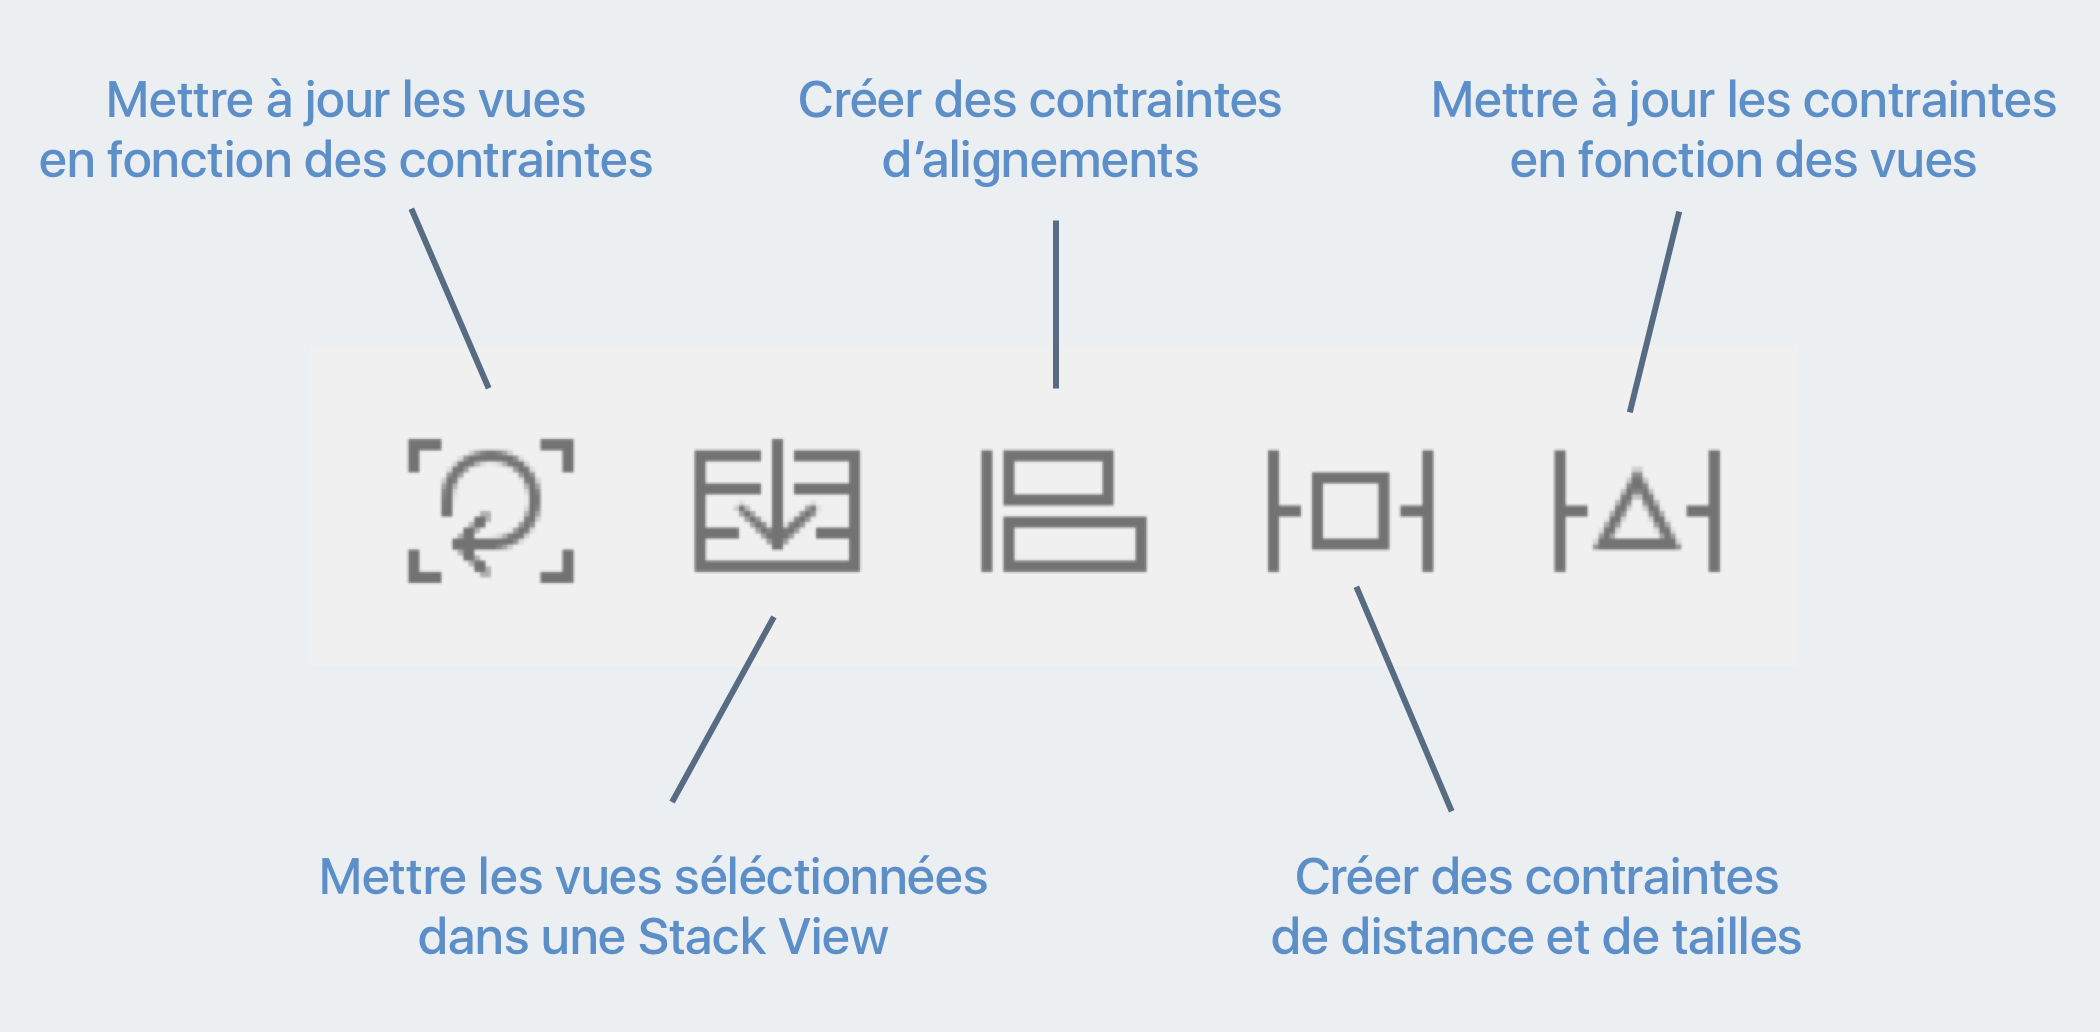 Mettre à jour les vues
en fonction des contraintes
Créer des contraintes
d’alignements
Mettre à jour les contraintes
en fonction des vues
Mettre les vues séléctionnées
dans une Stack View
Créer des contraintes
de distance et de tailles